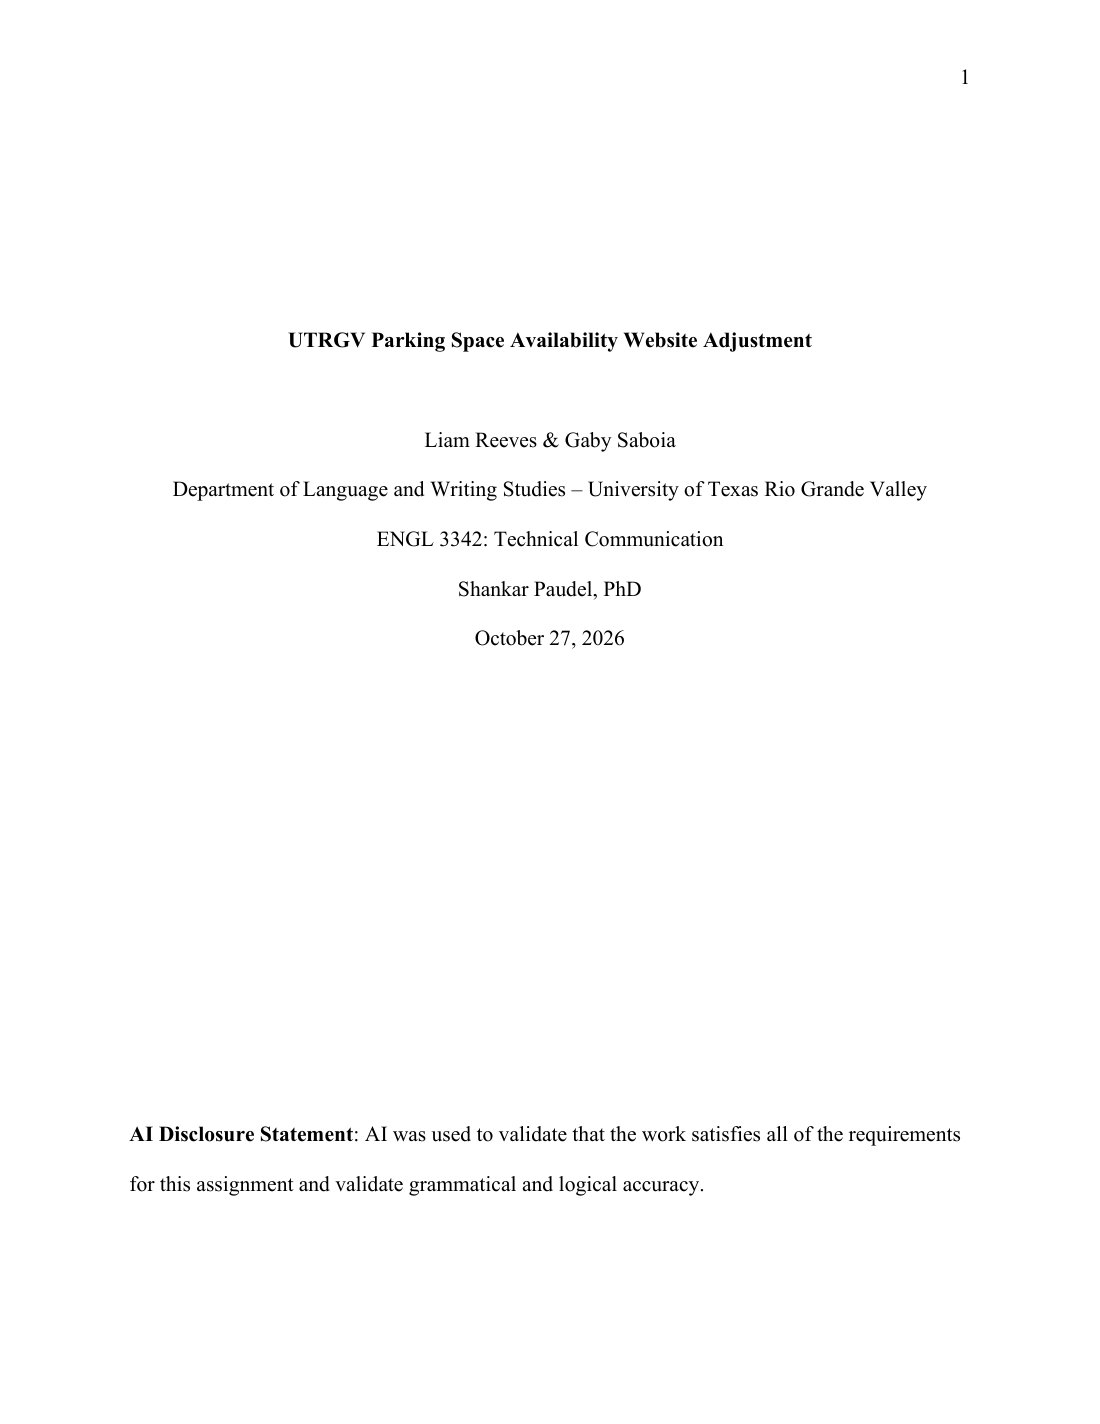 1
UTRGV Parking Space Availability Website Adjustment
Liam Reeves & Gaby Saboia
Department of Language and Writing Studies – University of Texas Rio Grande Valley
ENGL 3342: Technical Communication
Shankar Paudel, PhD
October 27, 2026
AI Disclosure Statement: AI was used to validate that the work satisfies all of the requirements
for this assignment and validate grammatical and logical accuracy.